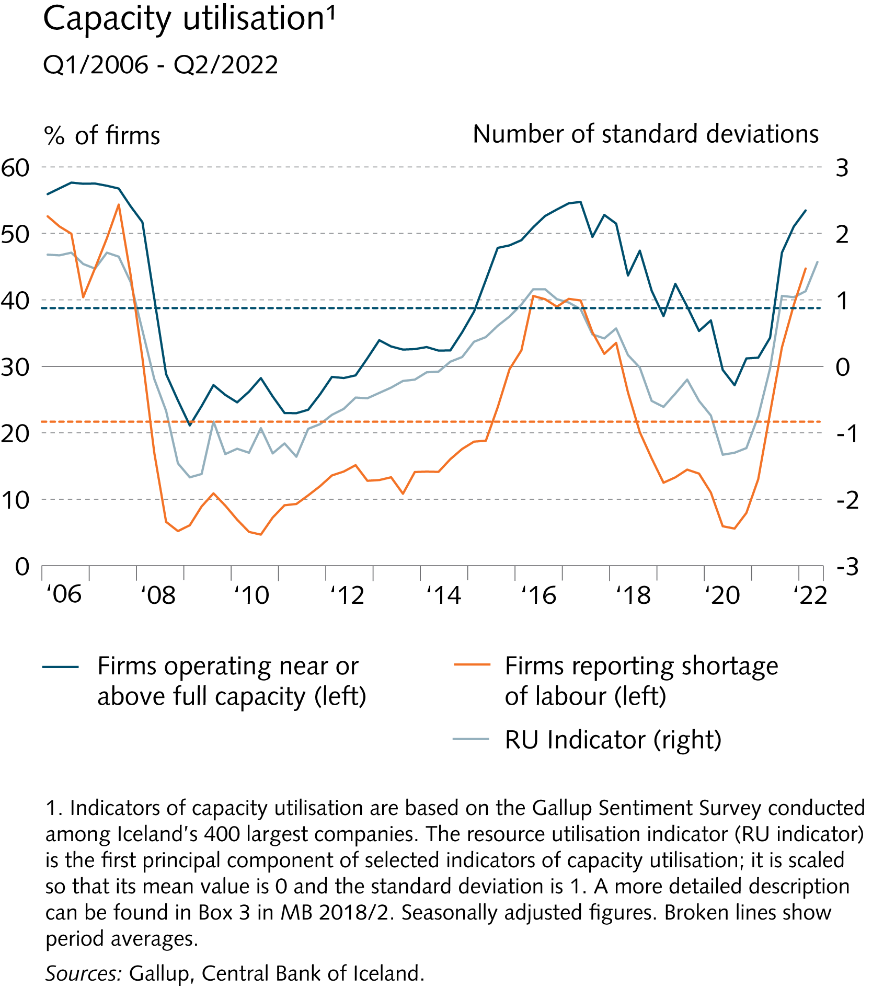 Capacity utilisation¹
Q1/2006 - Q2/2022
% of firms
Number of standard deviations
60
3
50
2
40
1
30
0
20
-1
10
-2
0
-3
‘06
‘08
‘10
‘12
‘14
‘16
‘18
‘20
‘22
Firms operating near or
above full capacity (left)
Firms reporting shortage
of labour (left)
RU Indicator (right)
1. Indicators of capacity utilisation are based on the Gallup Sentiment Survey conducted
among Iceland's 400 largest companies. The resource utilisation indicator (RU indicator)
is the first principal component of selected indicators of capacity utilisation; it is scaled
so that its mean value is 0 and the standard deviation is 1. A more detailed description
can be found in Box 3 in MB 2018/2. Seasonally adjusted figures. Broken lines show
period averages.
Sources: Gallup, Central Bank of Iceland.